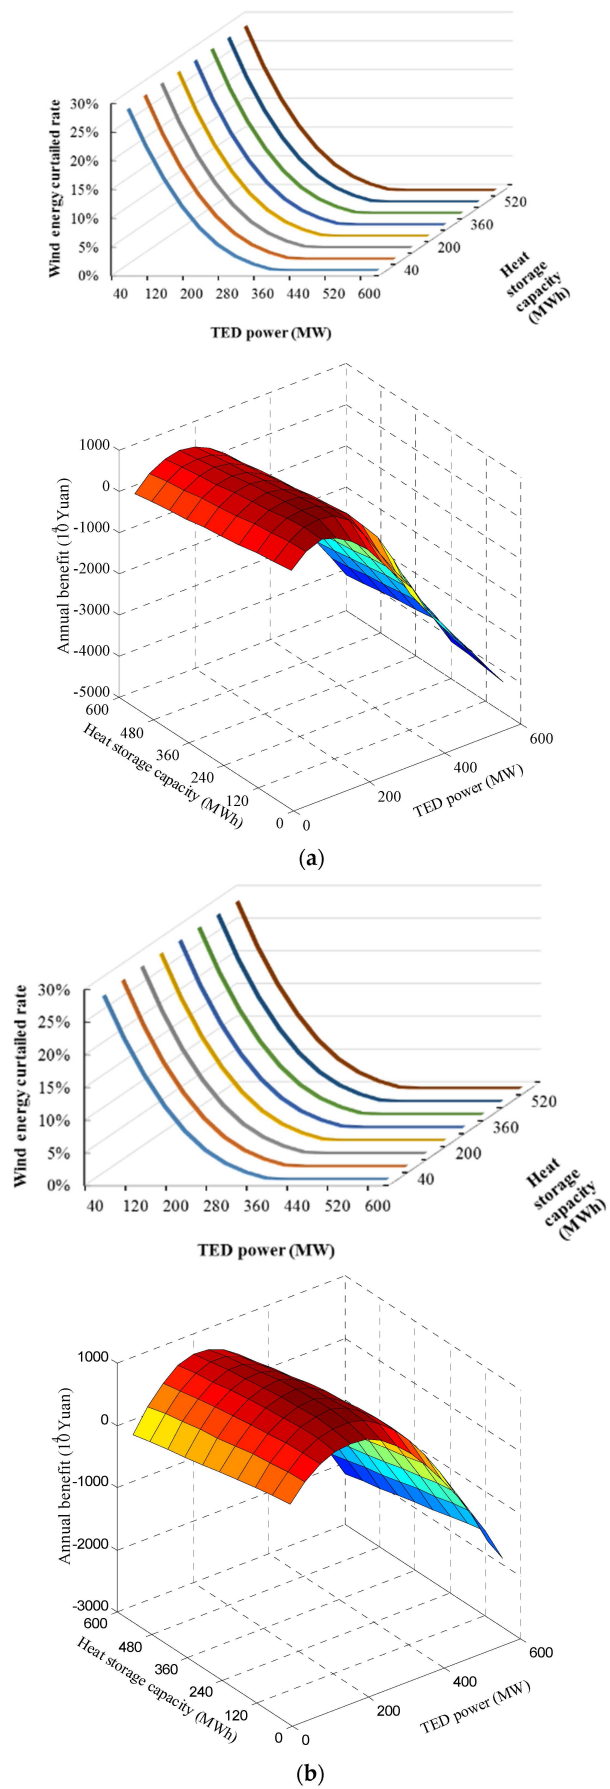 Wind energy curtailed rate
30%
25%
20%
15%
10%
5%
0%
40 120 200 280 360 440 520 600
TED power (MW)
40
200
360
520
Heat
storage
capacity
(MWh)
Annual benefit (10⁴ Yuan)
1000
0
-1000
-2000
-3000
-4000
-5000
600
480
360
240
120
0
Heat storage capacity (MWh)
0
200
400
600
TED power (MW)
(a)
Wind energy curtailed rate
30%
25%
20%
15%
10%
5%
0%
40 120 200 280 360 440 520 600
TED power (MW)
40
200
360
520
Heat
storage
capacity
(MWh)
Annual benefit (10⁴ Yuan)
1000
0
-1000
-2000
-3000
600
480
360
240
120
0
Heat storage capacity (MWh)
0
200
400
600
TED power (MW)
(b)